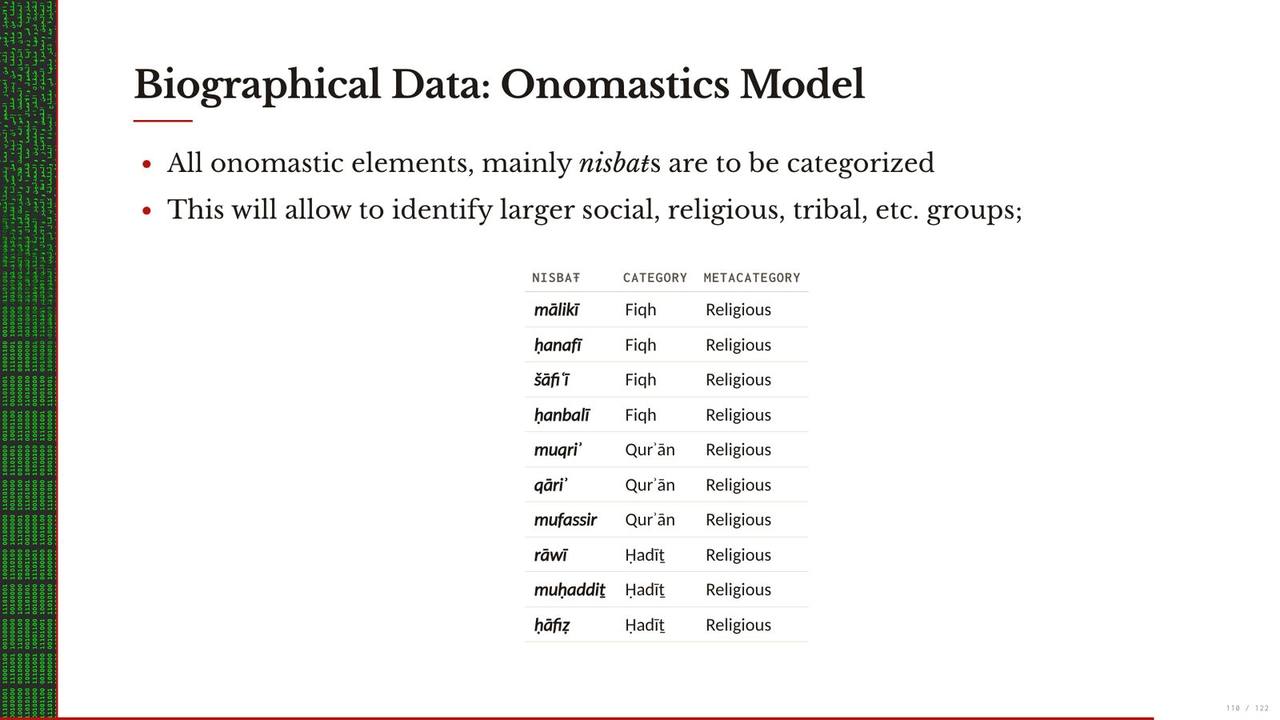 Biographical Data: Onomastics Model
• All onomastic elements, mainly nisbaŧs are to be categorized
• This will allow to identify larger social, religious, tribal, etc. groups;
NISBAŦ CATEGORY METACATEGORY
mālikī Fiqh Religious
ḥanafī Fiqh Religious
šāfiʿī Fiqh Religious
ḥanbalī Fiqh Religious
muqriʾ Qurʾān Religious
qāriʾ Qurʾān Religious
mufassir Qurʾān Religious
rāwī Ḥadīṯ Religious
muḥaddiṯ Ḥadīṯ Religious
ḥāfiẓ Ḥadīṯ Religious
110 / 122